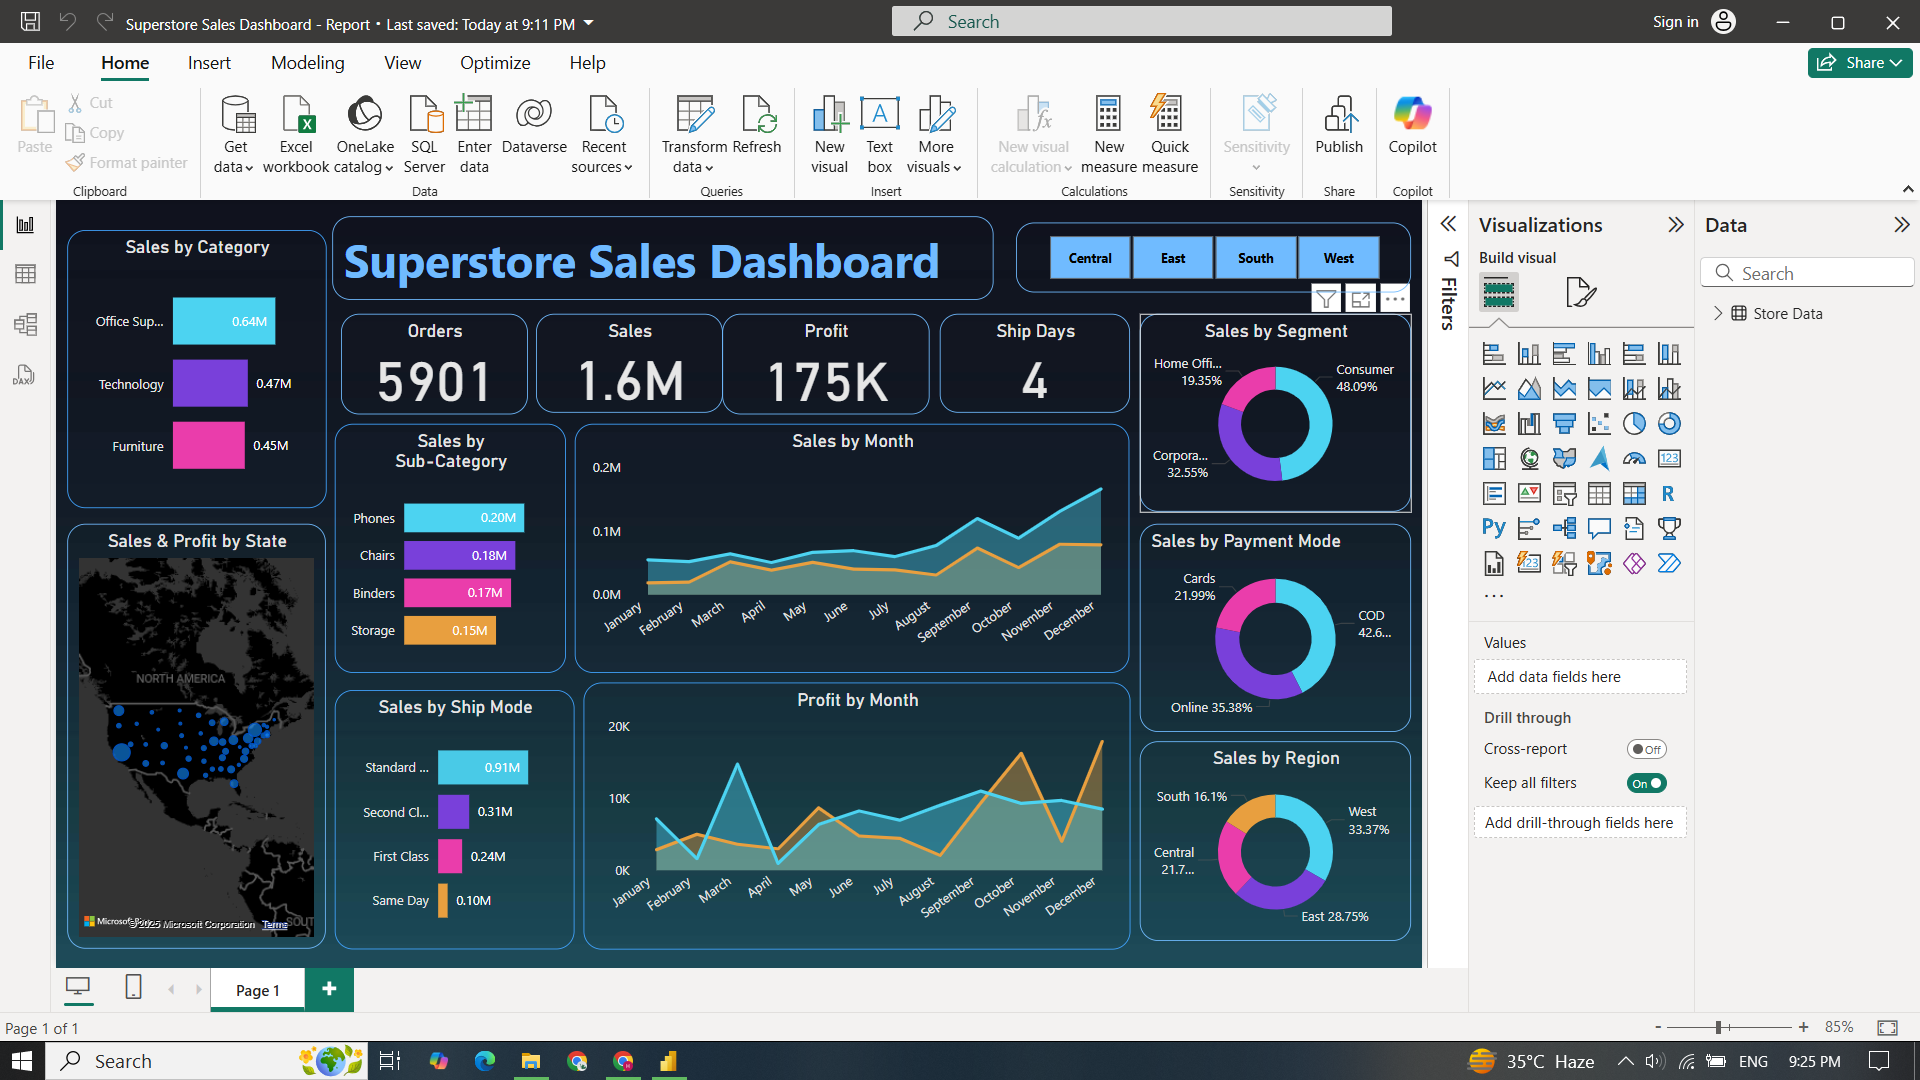 Superstore Sales Dashboard - Report • Last saved: Today at 9:11 PM
Search
Sign in
File
Home
Insert
Modeling
View
Optimize
Help
Share
Paste
Cut
Copy
Format painter
Clipboard
Get data
Excel workbook
OneLake catalog
SQL Server
Enter data
Dataverse
Recent sources
Data
Transform data
Refresh
Queries
New visual
Text box
More visuals
Insert
New visual calculation
New measure
Quick measure
Calculations
Sensitivity
Sensitivity
Publish
Share
Copilot
Copilot
Sales by Category
Office Sup...
0.64M
Technology
0.47M
Furniture
0.45M
Superstore Sales Dashboard
Central
East
South
West
Orders
5901
Sales
1.6M
Profit
175K
Ship Days
4
Sales by Segment
Home Offi...
19.35%
Consumer
48.09%
Corpora...
32.55%
Sales by
Sub-Category
Phones
0.20M
Chairs
0.18M
Binders
0.17M
Storage
0.15M
Sales by Month
0.2M
0.1M
0.0M
January
February
March
April
May
June
July
August
September
October
November
December
Sales & Profit by State
NORTH AMERICA
© 2025 Microsoft Corporation
Terms
Sales by Payment Mode
Cards
21.99%
COD
42.6...
Online 35.38%
Sales by Ship Mode
Standard ...
0.91M
Second Cl...
0.31M
First Class
0.24M
Same Day
0.10M
Profit by Month
20K
10K
0K
January
February
March
April
May
June
July
August
September
October
November
December
Sales by Region
South 16.1%
West
33.37%
Central
21.7...
East 28.75%
Filters
Visualizations
Build visual
123
R
Py
Values
Add data fields here
Drill through
Cross-report
Off
Keep all filters
On
Add drill-through fields here
Data
Search
Store Data
DAX
Page 1
Page 1 of 1
85%
Search
35°C Haze
ENG
9:25 PM